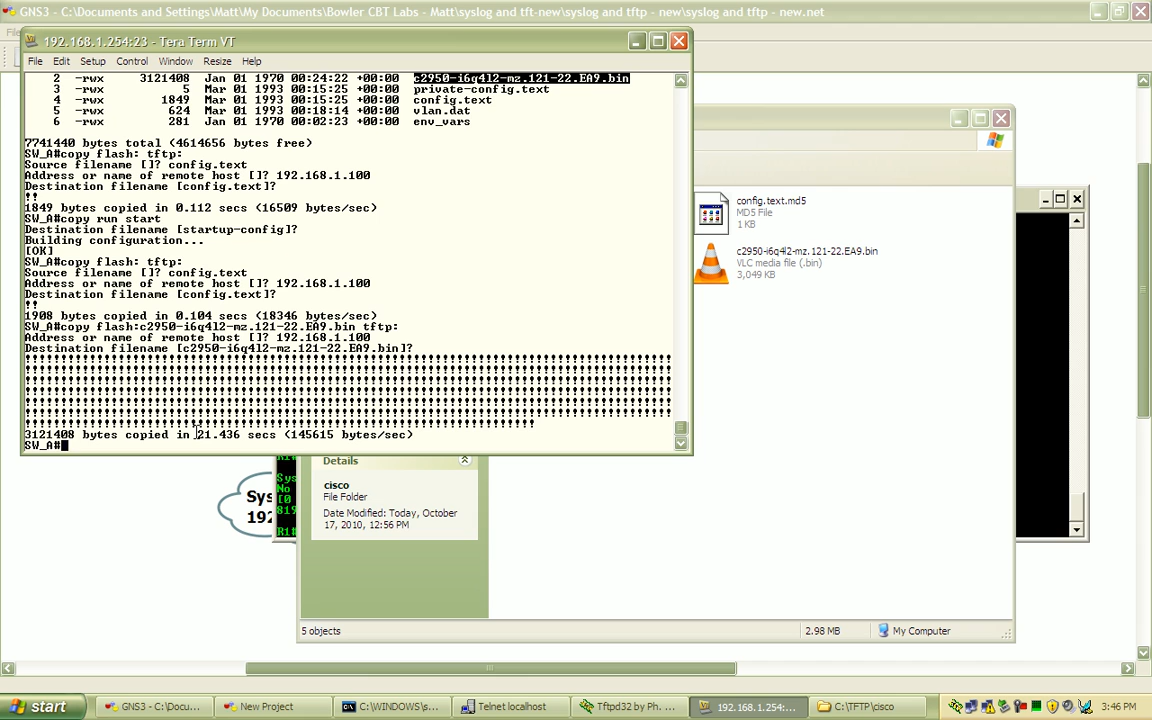 GNS3 - C:\Documents and Settings\Matt\My Documents\Bowler CBT Labs - Matt\syslog and tft-new\syslog and tftp - new\syslog and tftp - new.net
192.168.1.254:23 - Tera Term VT
File Edit Setup Control Window Resize Help
2 -rwx 3121408 Jan 01 1970 00:24:22 +00:00 c2950-i6q4l2-mz.121-22.EA9.bin
3 -rwx 5 Mar 01 1993 00:15:25 +00:00 private-config.text
4 -rwx 1849 Mar 01 1993 00:15:25 +00:00 config.text
5 -rwx 624 Mar 01 1993 00:18:14 +00:00 vlan.dat
6 -rwx 281 Jan 01 1970 00:02:23 +00:00 env_vars
7741440 bytes total (4614656 bytes free)
SW_A#copy flash: tftp:
Source filename []? config.text
Address or name of remote host []? 192.168.1.100
Destination filename [config.text]?
!!
1849 bytes copied in 0.112 secs (16509 bytes/sec)
SW_A#copy run start
Destination filename [startup-config]?
Building configuration...
[OK]
SW_A#copy flash: tftp:
Source filename []? config.text
Address or name of remote host []? 192.168.1.100
Destination filename [config.text]?
!!
1908 bytes copied in 0.104 secs (18346 bytes/sec)
SW_A#copy flash:c2950-i6q4l2-mz.121-22.EA9.bin tftp:
Address or name of remote host []? 192.168.1.100
Destination filename [c2950-i6q4l2-mz.121-22.EA9.bin]?
3121408 bytes copied in 21.436 secs (145615 bytes/sec)
SW_A#
config.text.md5
MD5 File
1 KB
c2950-i6q4l2-mz.121-22.EA9.bin
VLC media file (.bin)
3,049 KB
Details
cisco
File Folder
Date Modified: Today, October
17, 2010, 12:56 PM
Sys
192
Sys
No
[0
819
R1#
5 objects 2.98 MB My Computer
start GNS3 - C:\Docu... New Project C:\WINDOWS\s... Telnet localhost Tftpd32 by Ph. ... 192.168.1.254:... C:\TFTP\cisco 3:46 PM